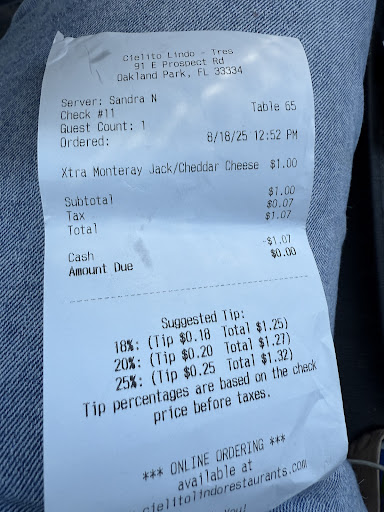 Cielito Lindo - Tres
91 E Prospect Rd
Oakland Park, FL 33334
Server: Sandra N
Check #11 Table 65
Guest Count: 1
Ordered: 8/18/25 12:52 PM
Xtra Monteray Jack/Cheddar Cheese $1.00
Subtotal $1.00
Tax $0.07
Total $1.07
Cash -$1.07
Amount Due $0.00
Suggested Tip:
18%: (Tip $0.18 Total $1.25)
20%: (Tip $0.20 Total $1.27)
25%: (Tip $0.25 Total $1.32)
Tip percentages are based on the check
price before taxes.
*** ONLINE ORDERING ***
available at
cielitolindorestaurants.com
You!